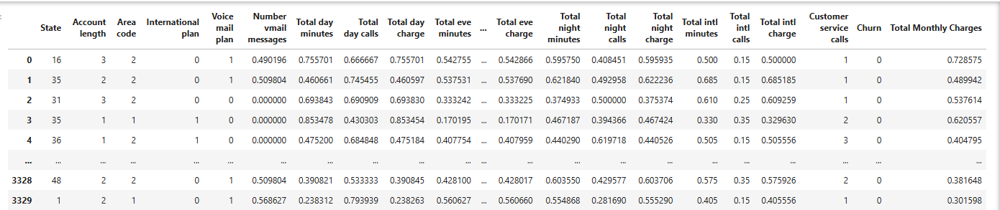 State Account length Area code International plan Voice mail plan Number vmail messages Total day minutes Total day calls Total day charge Total eve minutes ... Total eve charge Total night minutes Total night calls Total night charge Total intl minutes Total intl calls Total intl charge Customer service calls Churn Total Monthly Charges
0 16 3 2 0 1 0.490196 0.755701 0.666667 0.755701 0.542755 ... 0.542866 0.595750 0.408451 0.595935 0.500 0.15 0.500000 1 0 0.728575
1 35 2 2 0 1 0.509804 0.460661 0.745455 0.460597 0.537531 ... 0.537690 0.621840 0.492958 0.622236 0.685 0.15 0.685185 1 0 0.489942
2 31 3 2 0 0 0.000000 0.693843 0.690909 0.693830 0.333242 ... 0.333225 0.374933 0.500000 0.375374 0.610 0.25 0.609259 1 0 0.537614
3 35 1 1 1 0 0.000000 0.853478 0.430303 0.853454 0.170195 ... 0.170171 0.467187 0.394366 0.467424 0.330 0.35 0.329630 2 0 0.620557
4 36 1 2 1 0 0.000000 0.475200 0.684848 0.475184 0.407754 ... 0.407959 0.440290 0.619718 0.440526 0.505 0.15 0.505556 3 0 0.404795
... ... ... ... ... ... ... ... ... ... ... ... ... ... ... ... ... ... ... ... ... ...
3328 48 2 2 0 1 0.509804 0.390821 0.533333 0.390845 0.428100 ... 0.428017 0.603550 0.429577 0.603706 0.575 0.35 0.575926 2 0 0.381648
3329 1 2 1 0 1 0.568627 0.238312 0.793939 0.238263 0.560627 ... 0.560660 0.554868 0.281690 0.555290 0.405 0.15 0.405556 1 0 0.301598